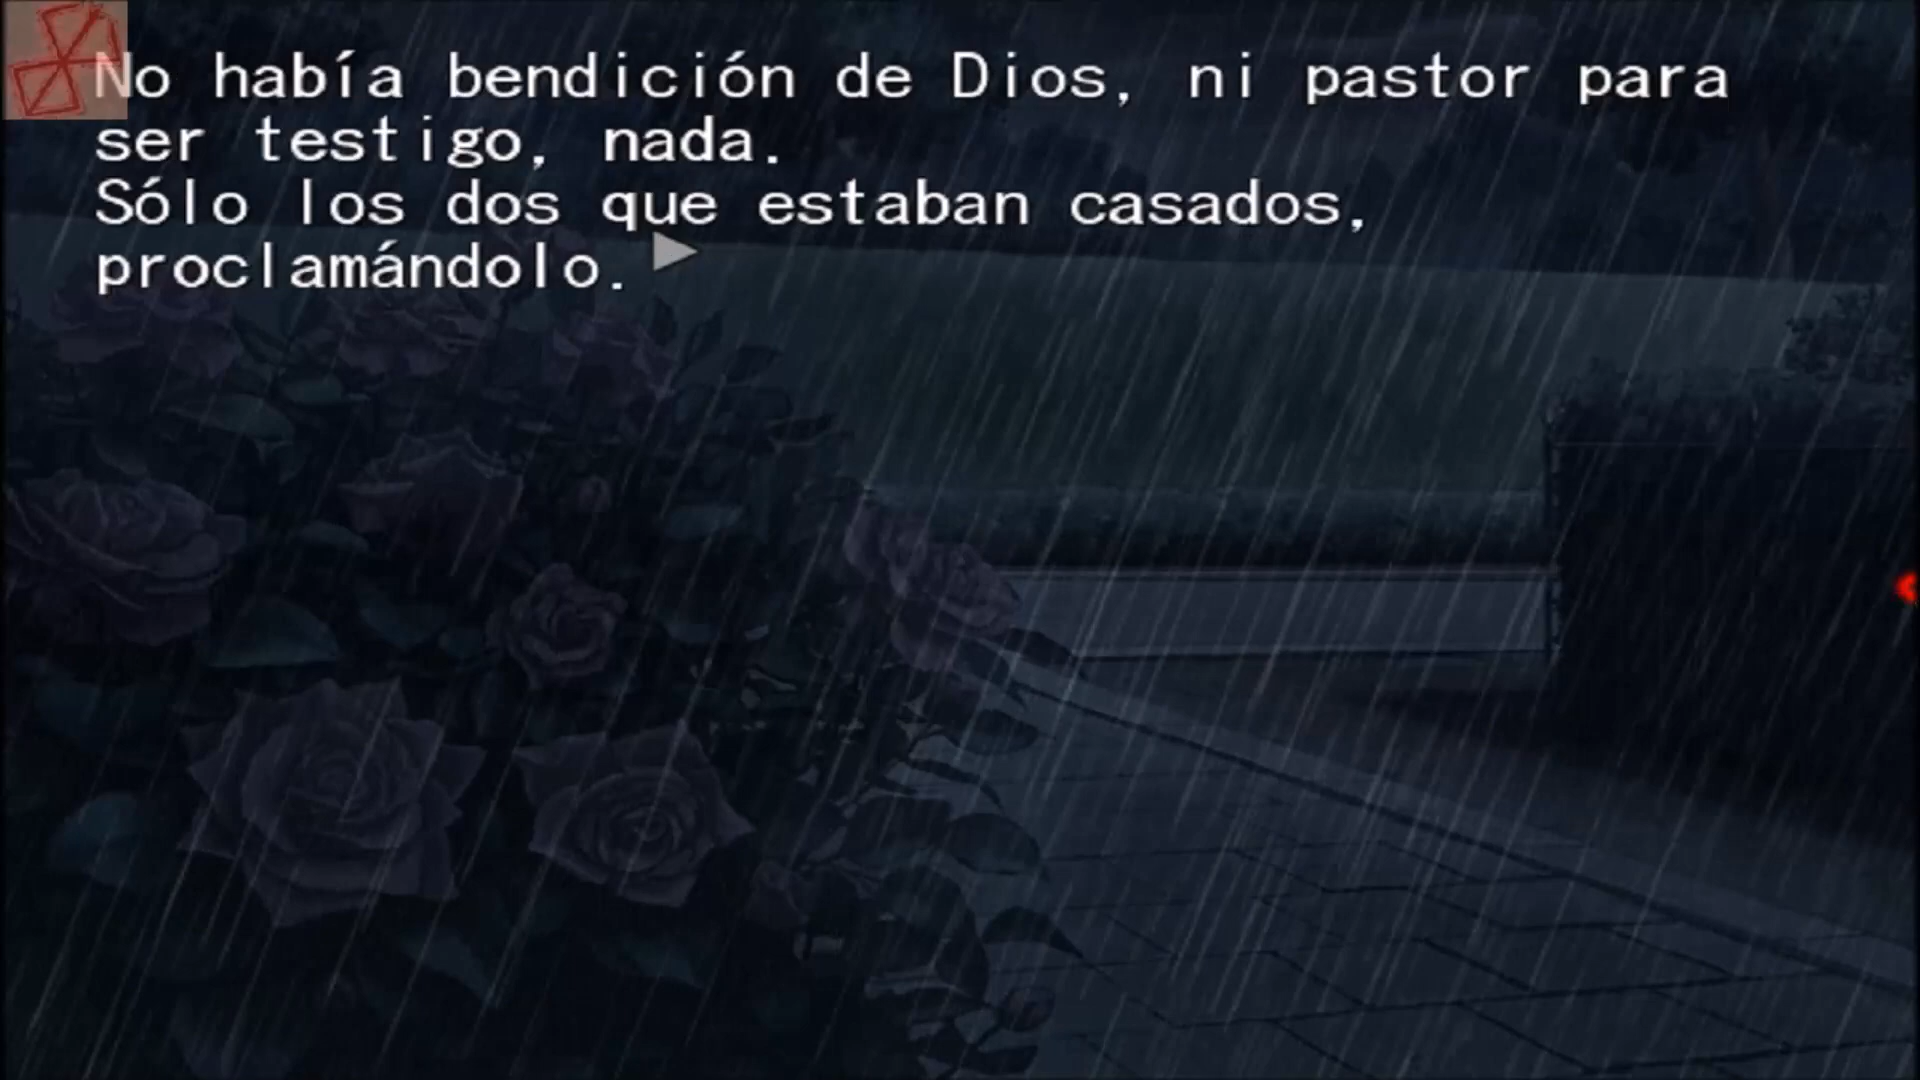 No había bendición de Dios, ni pastor para
ser testigo, nada.
Sólo los dos que estaban casados,
proclamándolo.